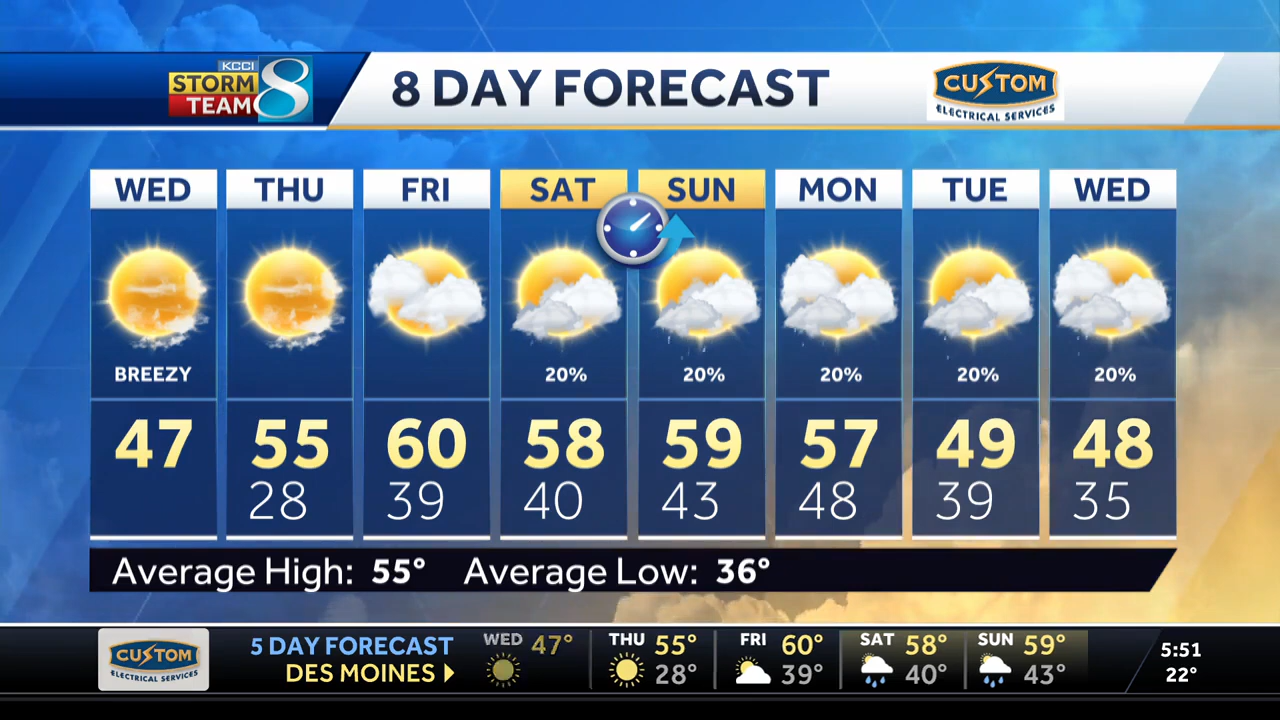 KCCI
STORM
TEAM 8
8 DAY FORECAST
CUSTOM
ELECTRICAL SERVICES
WED THU FRI SAT SUN MON TUE WED
BREEZY 20% 20% 20% 20% 20%
47 55 60 58 59 57 49 48
28 39 40 43 48 39 35
Average High: 55° Average Low: 36°
CUSTOM
ELECTRICAL SERVICES
5 DAY FORECAST
DES MOINES
WED 47°
THU 55°
28°
FRI 60°
39°
SAT 58°
40°
SUN 59°
43°
5:51
22°